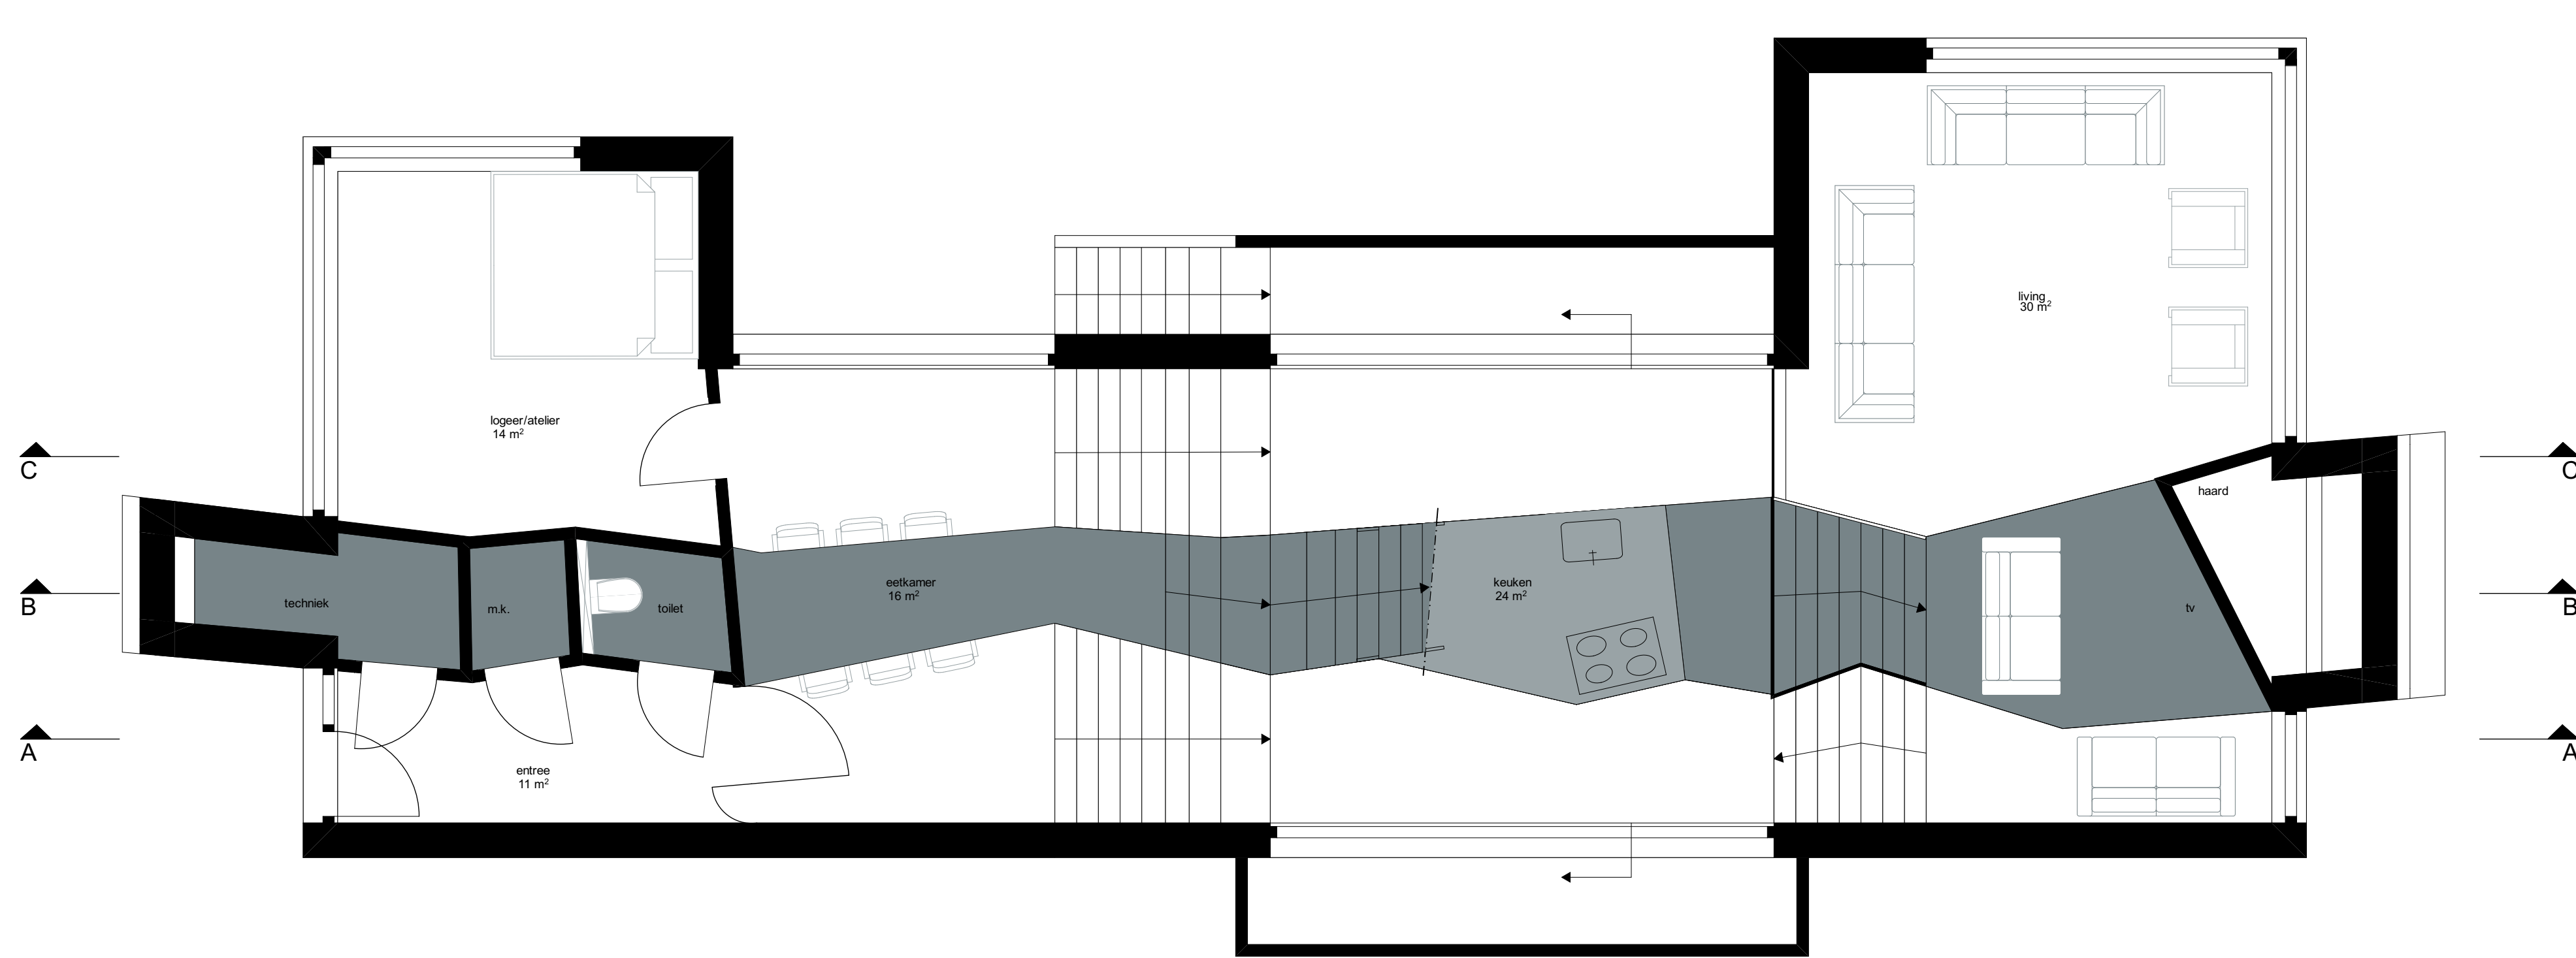 living
30 m²
logeer/atelier
14 m²
C
C
haard
eetkamer
16 m²
keuken
24 m²
B
techniek
m.k.
toilet
tv
B
A
A
entree
11 m²